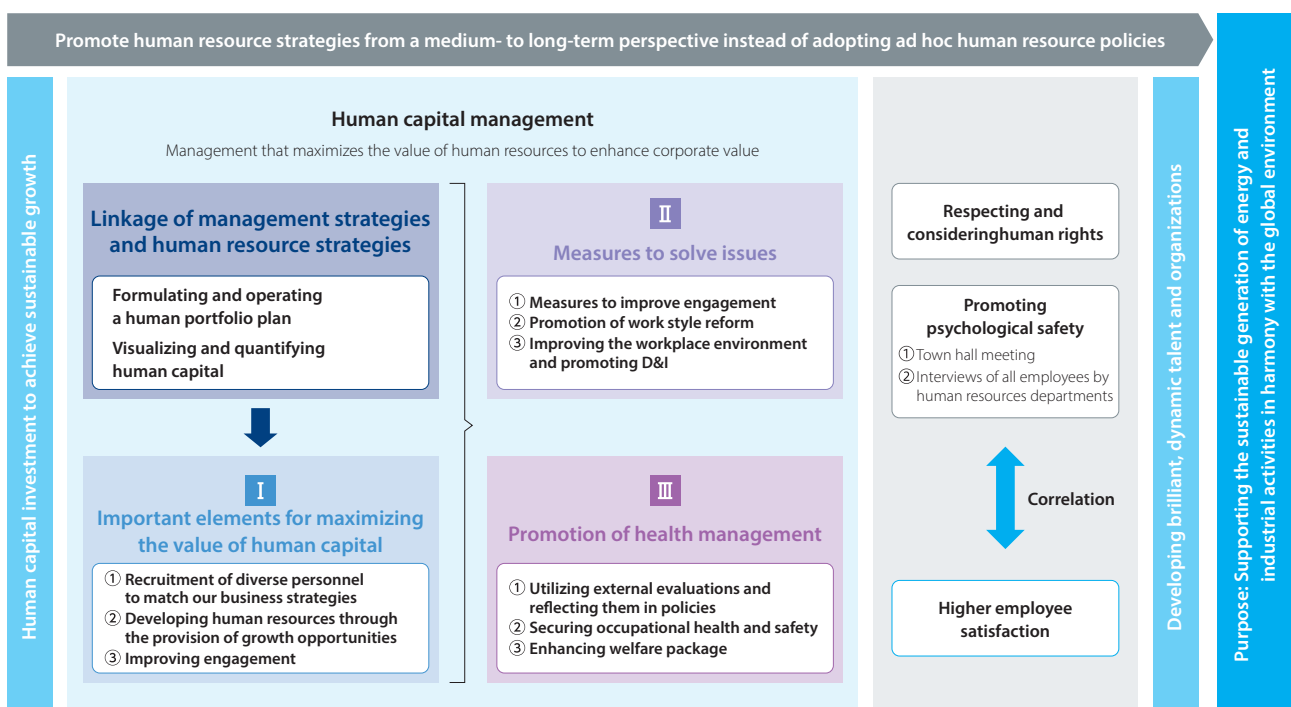 Promote human resource strategies from a medium- to long-term perspective instead of adopting ad hoc human resource policies
Human capital investment to achieve sustainable growth
Human capital management
Management that maximizes the value of human resources to enhance corporate value
Linkage of management strategies
and human resource strategies
Formulating and operating
a human portfolio plan
Visualizing and quantifying
human capital
Ⅰ
Important elements for maximizing
the value of human capital
① Recruitment of diverse personnel
to match our business strategies
② Developing human resources through
the provision of growth opportunities
③ Improving engagement
Ⅱ
Measures to solve issues
① Measures to improve engagement
② Promotion of work style reform
③ Improving the workplace environment
and promoting D&I
Ⅲ
Promotion of health management
① Utilizing external evaluations and
reflecting them in policies
② Securing occupational health and safety
③ Enhancing welfare package
Respecting and
consideringhuman rights
Promoting
psychological safety
① Town hall meeting
② Interviews of all employees by
human resources departments
Correlation
Higher employee
satisfaction
Developing brilliant, dynamic talent and organizations
Purpose: Supporting the sustainable generation of energy and
industrial activities in harmony with the global environment